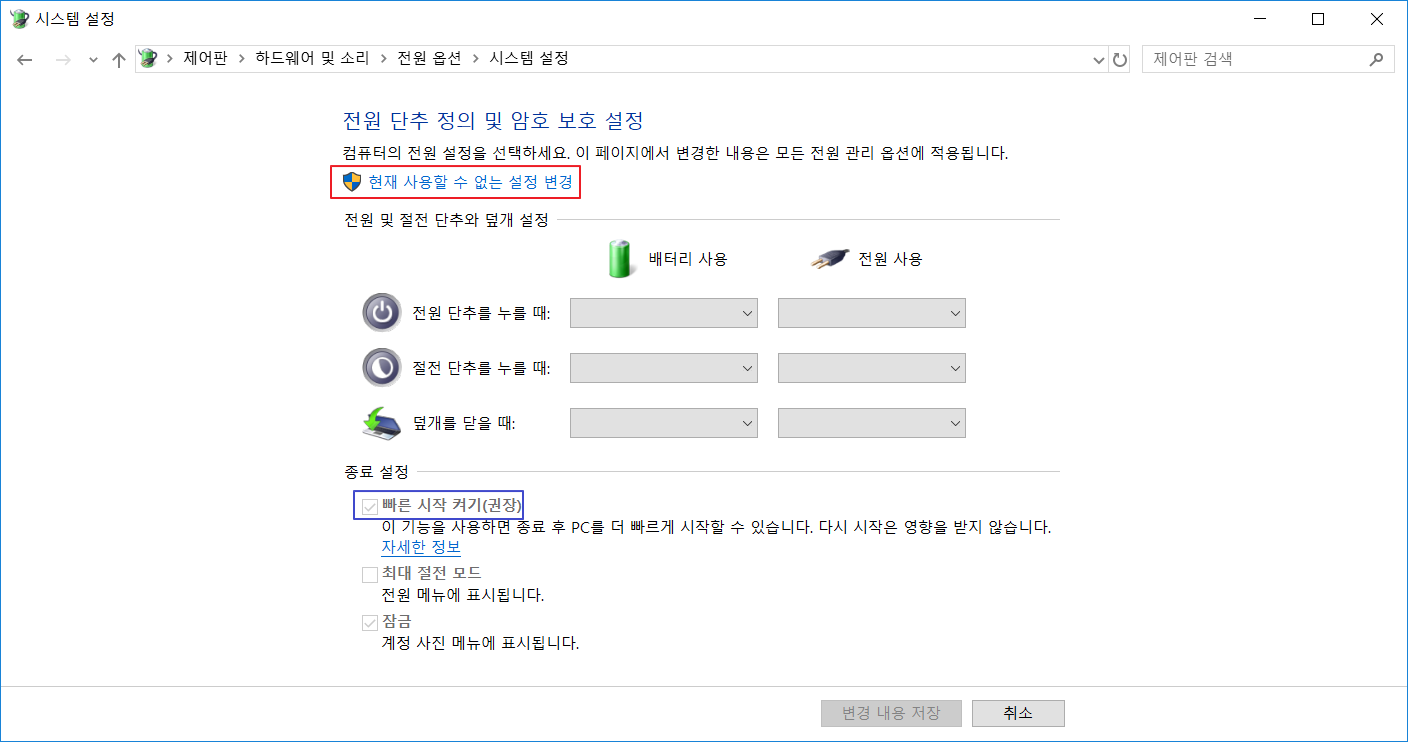 시스템 설정
제어판 > 하드웨어 및 소리 > 전원 옵션 > 시스템 설정
제어판 검색
전원 단추 정의 및 암호 보호 설정
컴퓨터의 전원 설정을 선택하세요. 이 페이지에서 변경한 내용은 모든 전원 관리 옵션에 적용됩니다.
현재 사용할 수 없는 설정 변경
전원 및 절전 단추와 덮개 설정
배터리 사용
전원 사용
전원 단추를 누를 때:
절전 단추를 누를 때:
덮개를 닫을 때:
종료 설정
빠른 시작 켜기(권장)
이 기능을 사용하면 종료 후 PC를 더 빠르게 시작할 수 있습니다. 다시 시작은 영향을 받지 않습니다.
자세한 정보
최대 절전 모드
전원 메뉴에 표시됩니다.
잠금
계정 사진 메뉴에 표시됩니다.
변경 내용 저장
취소